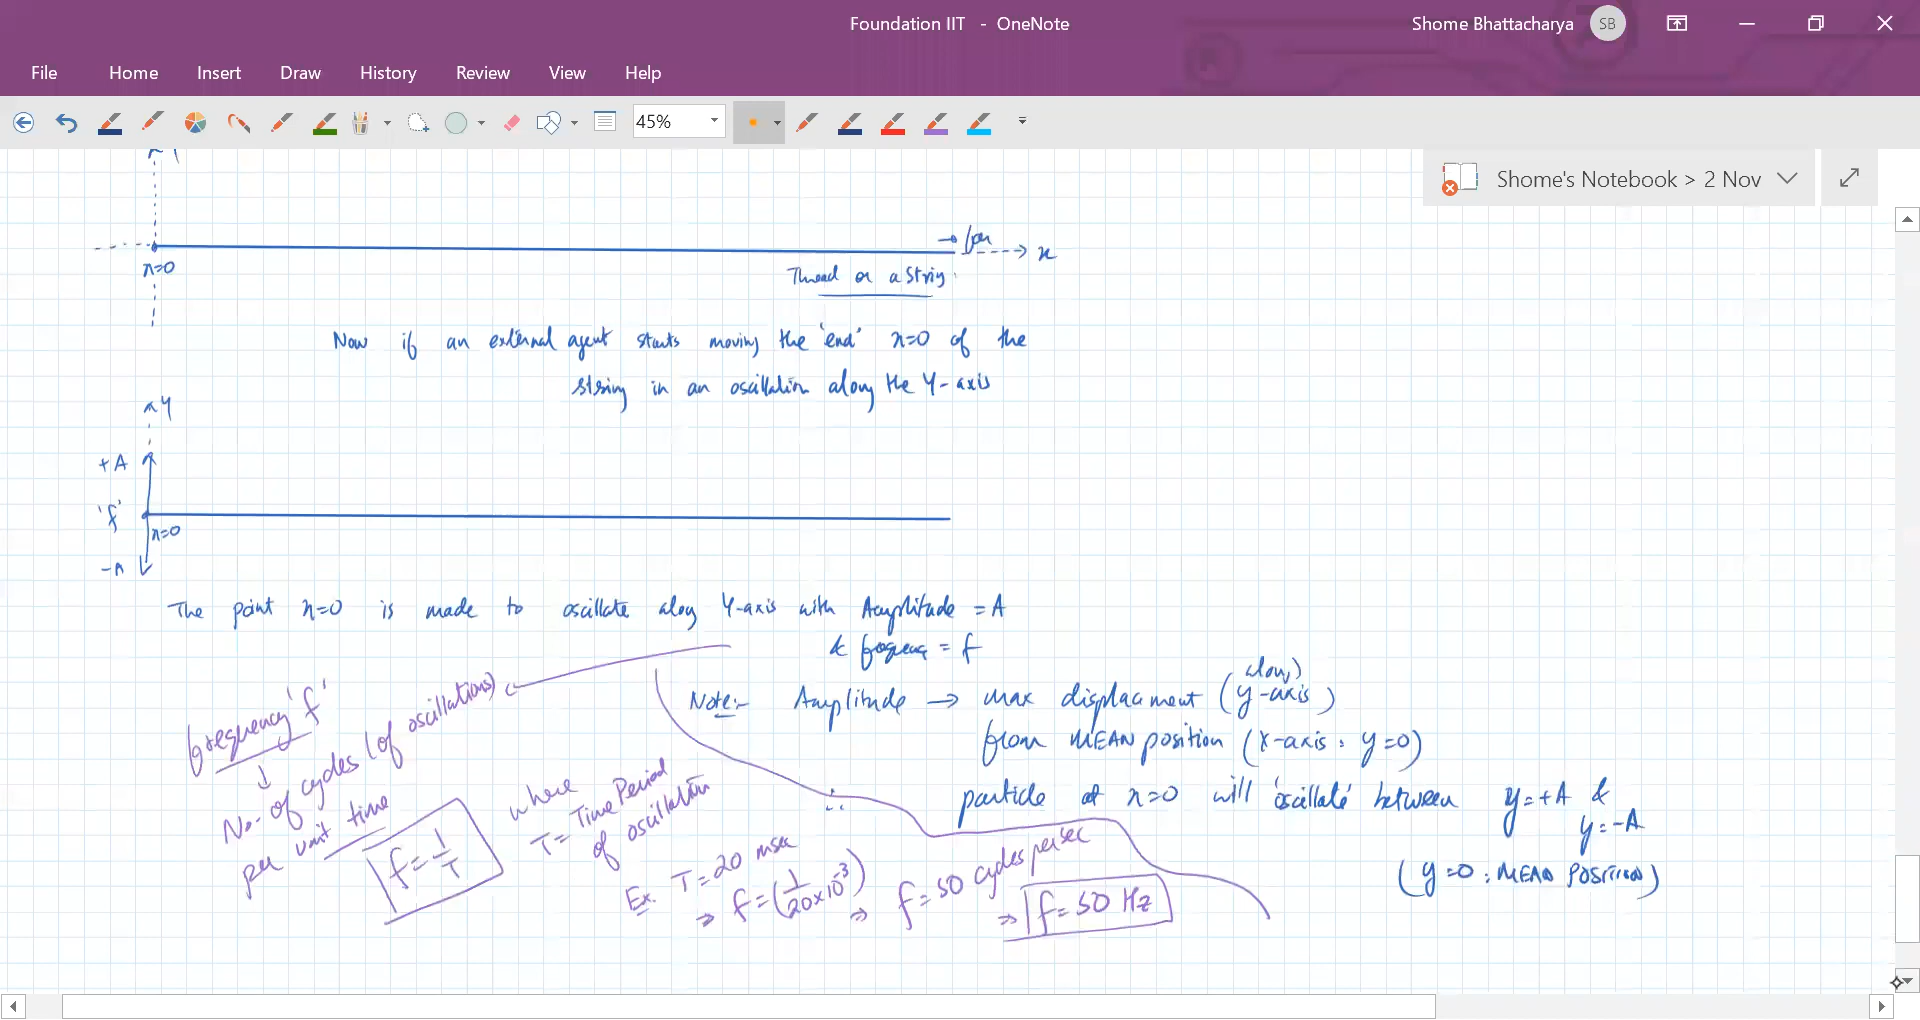 Foundation IIT - OneNote
Shome Bhattacharya
SB
File Home Insert Draw History Review View Help
45%
Shome's Notebook > 2 Nov
x
x=0
Thread or a String
Now if an external agent starts moving the 'end' x=0 of the
string in an oscillation along the Y-axis
Y
+A
'f'
x=0
-A
The point x=0 is made to oscillate along Y-axis with Amplitude = A
& frequency = f
Note:- Amplitude → max displacment (along y-axis)
from MEAN position (X-axis : y=0)
particle at x=0 will 'oscillate' between y=+A &
y=-A
(y=0 : MEAN POSITION)
frequency 'f'
↓
No. of cycles (of oscillations)
per unit time
f = 1/T
where
T = Time Period
of oscillation
Ex. T = 20 msec
⇒ f = (1/20×10⁻³)
⇒ f = 50 cycles per sec
⇒ f = 50 Hz